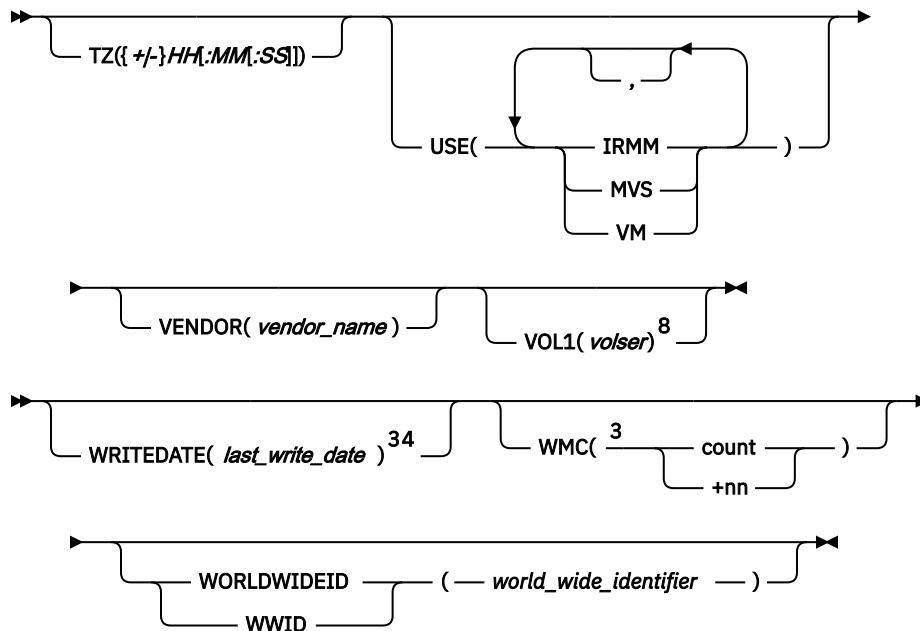 TZ({ +/-}HH[:MM[:SS]])
,
USE( IRMM )
MVS
VM
VENDOR( vendor_name ) VOL1( volser) 8
WRITEDATE( last_write_date ) 34 WMC( 3 count )
+nn
WORLDWIDEID ( world_wide_identifier )
WWID